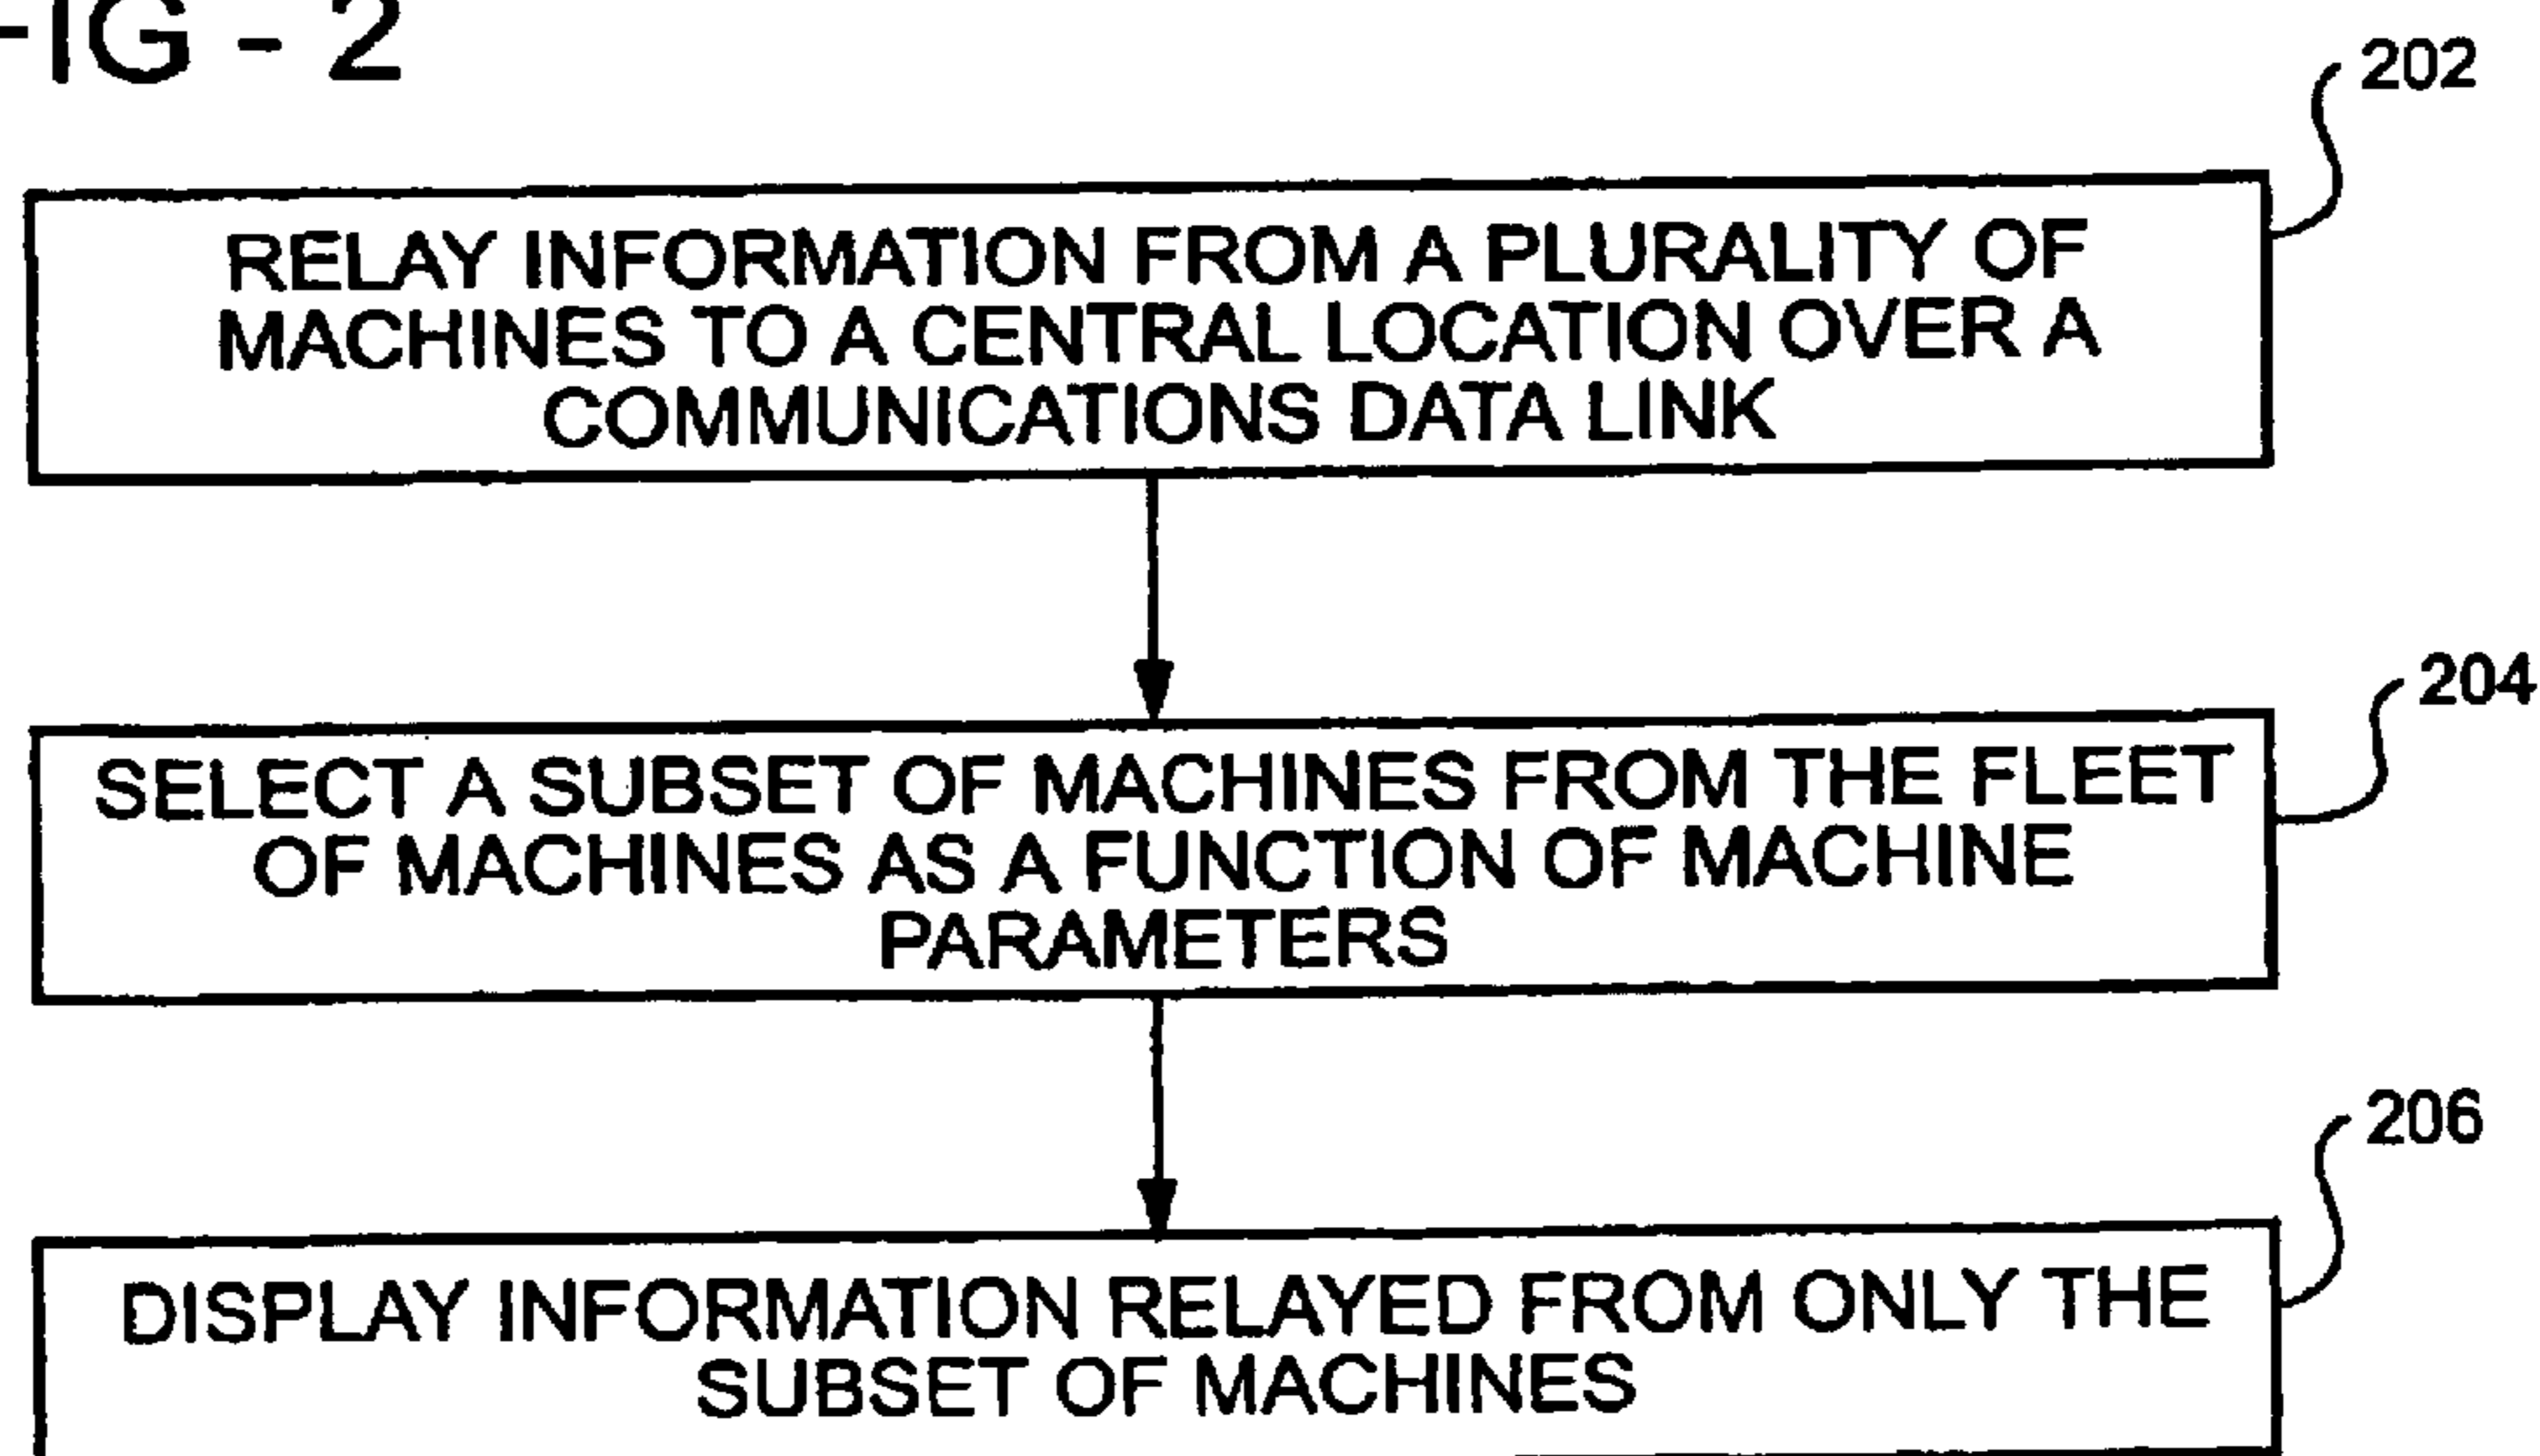 FIG - 2
202
RELAY INFORMATION FROM A PLURALITY OF
MACHINES TO A CENTRAL LOCATION OVER A
COMMUNICATIONS DATA LINK
204
SELECT A SUBSET OF MACHINES FROM THE FLEET
OF MACHINES AS A FUNCTION OF MACHINE
PARAMETERS
206
DISPLAY INFORMATION RELAYED FROM ONLY THE
SUBSET OF MACHINES